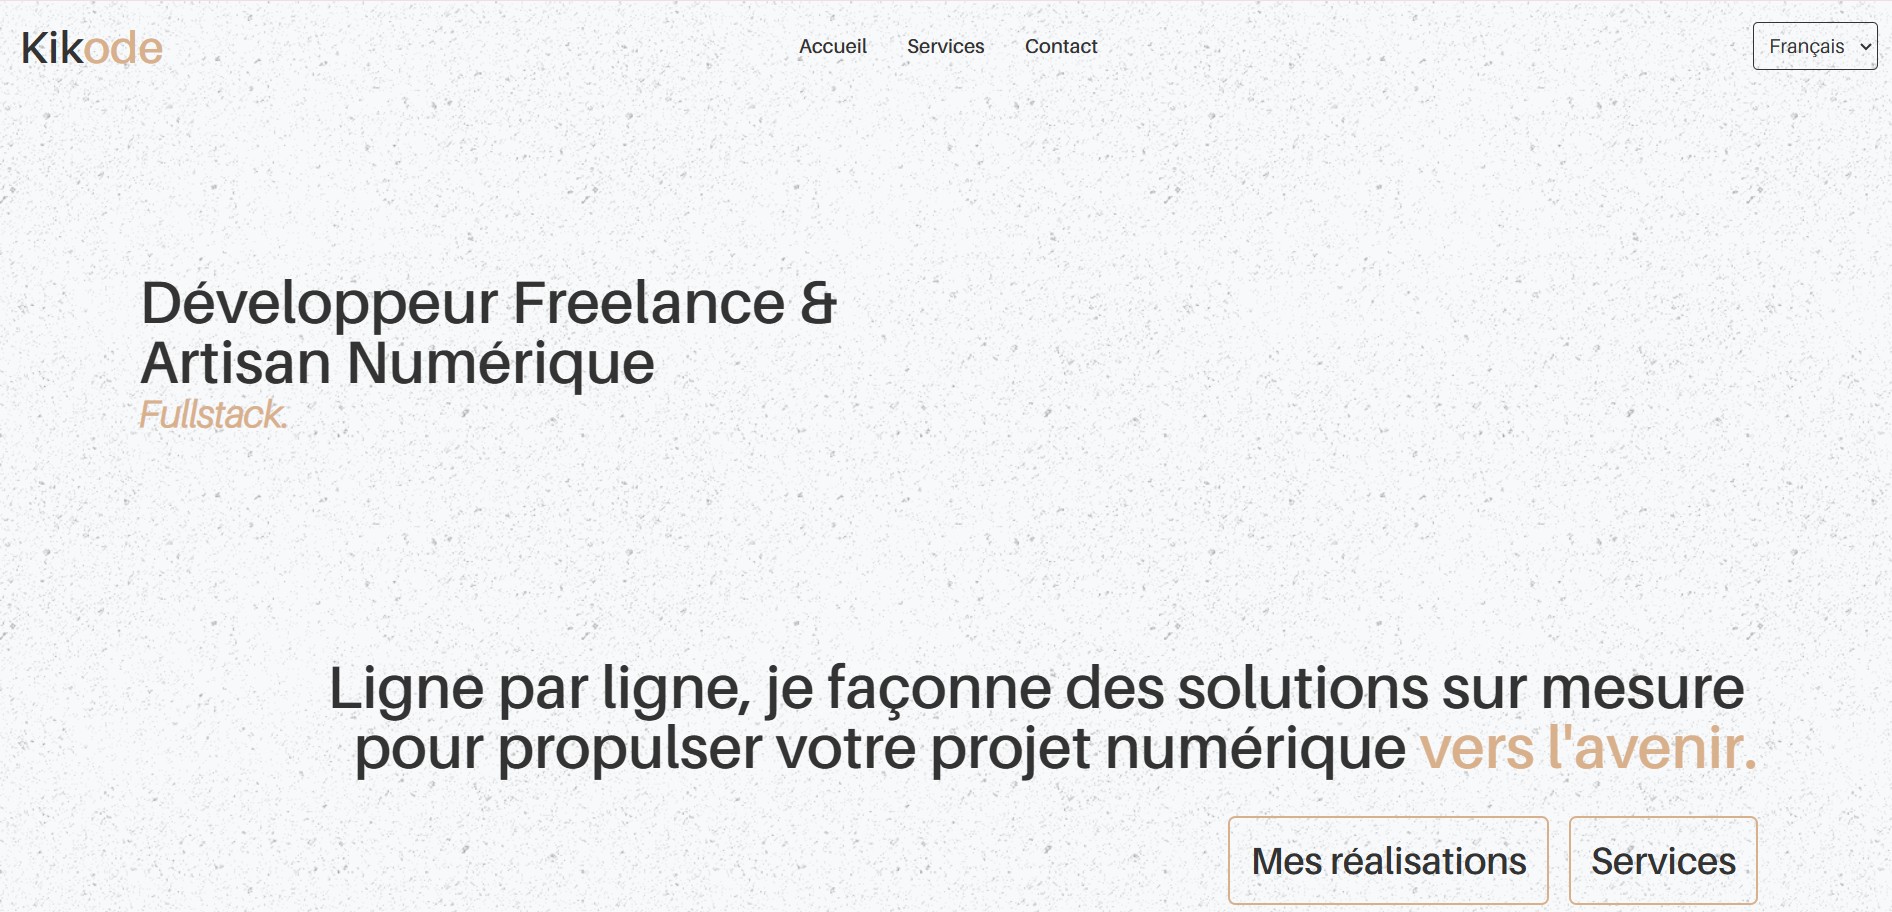 Kikode
Accueil Services Contact
Français
Développeur Freelance &
Artisan Numérique
Fullstack.
Ligne par ligne, je façonne des solutions sur mesure
pour propulser votre projet numérique vers l'avenir.
Mes réalisations
Services